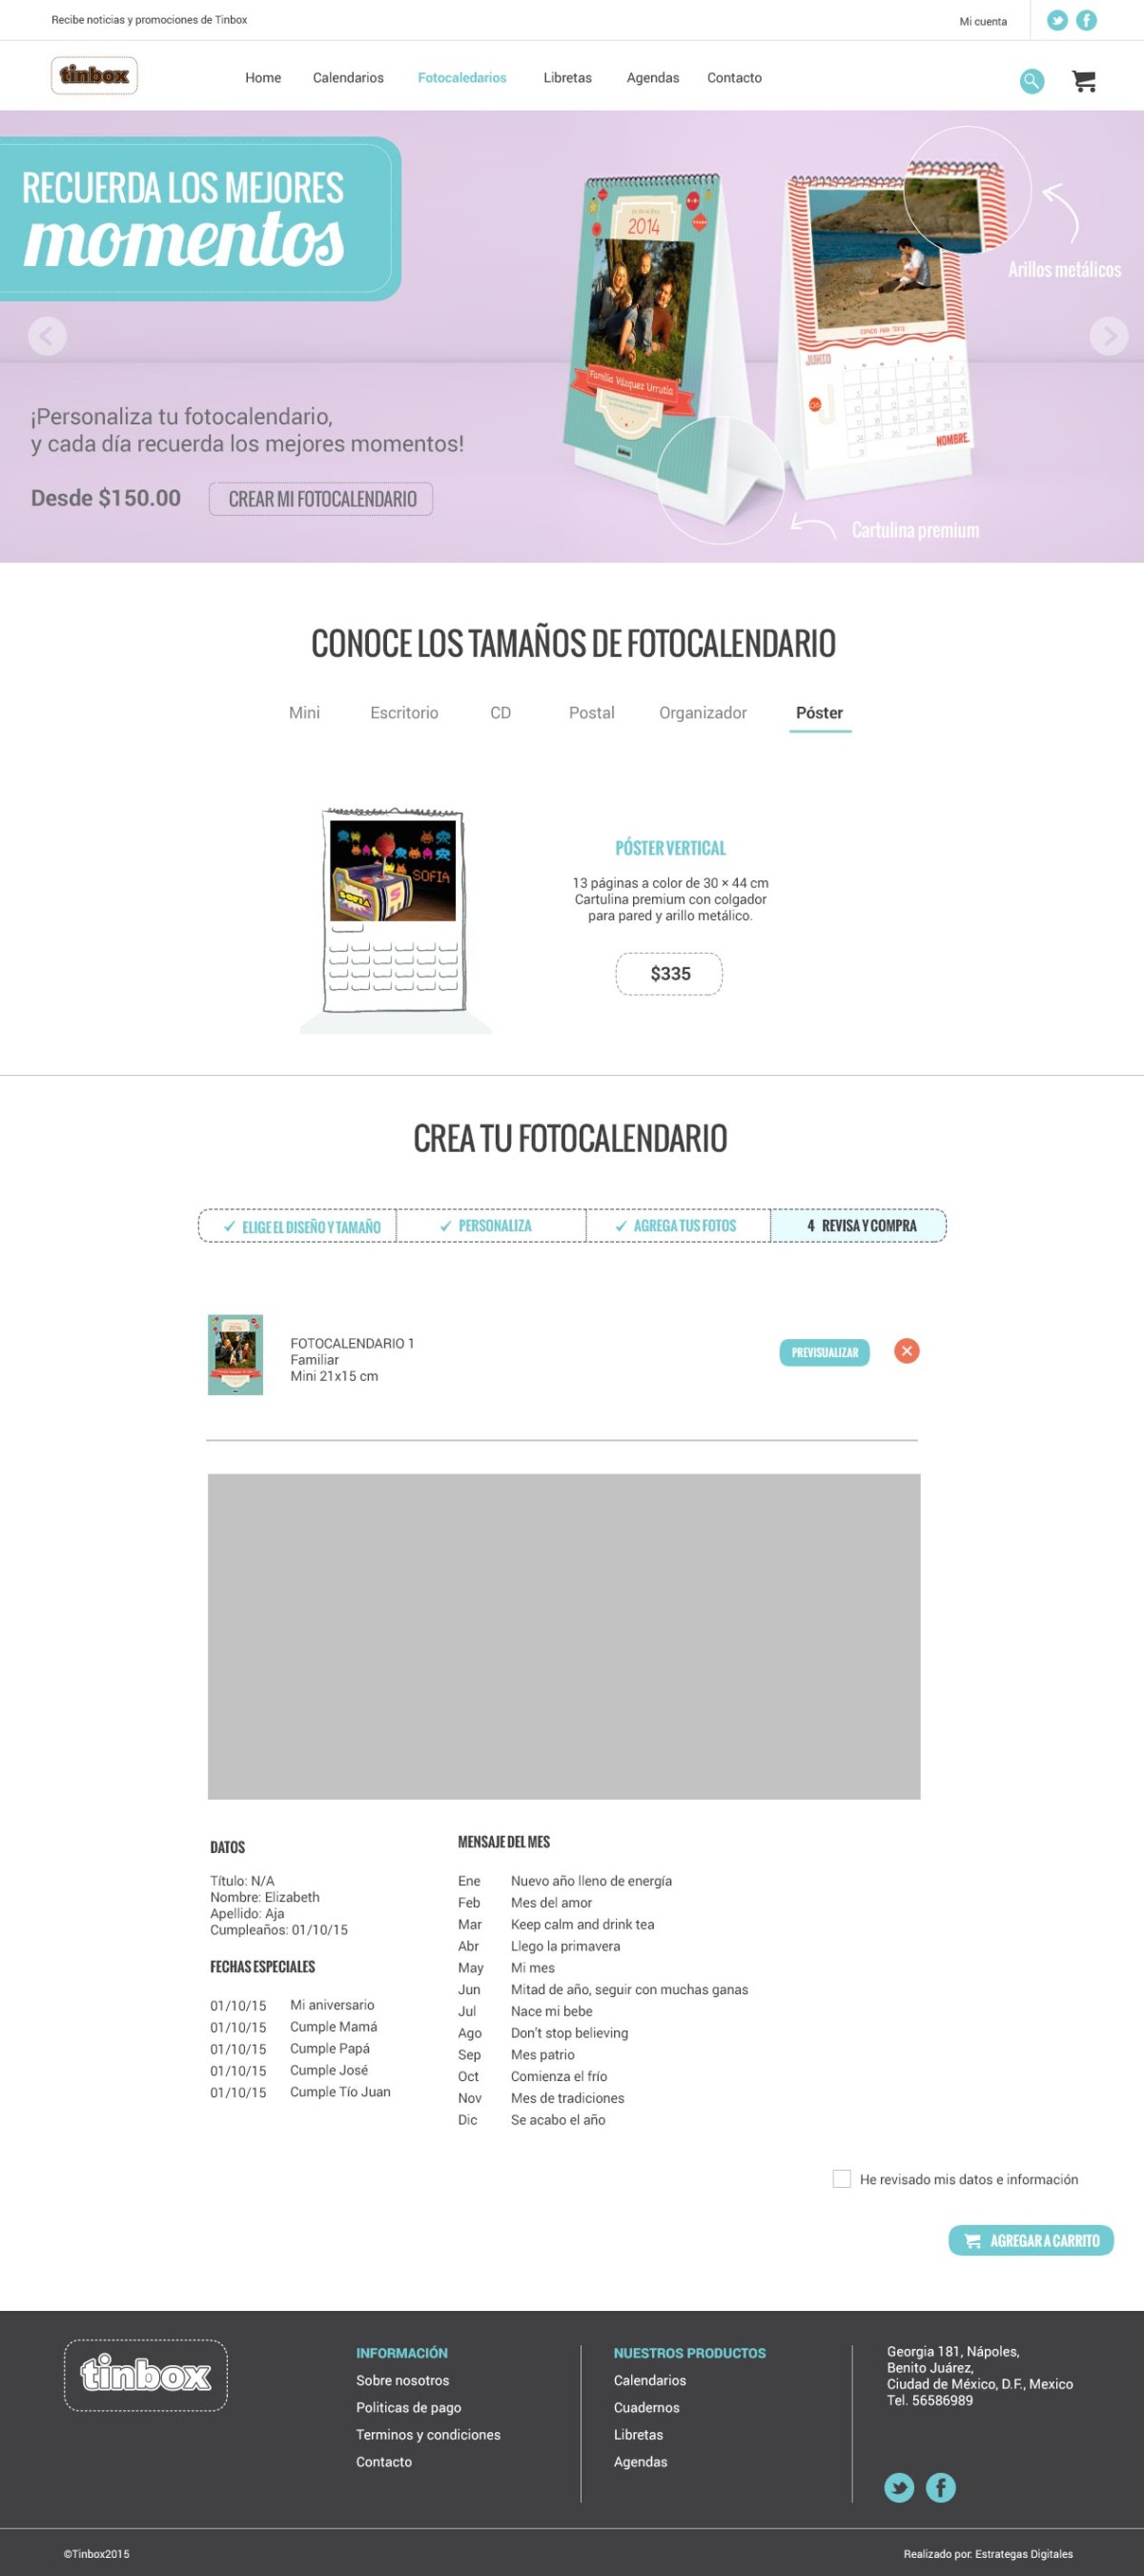 Recibe noticias y promociones de Tinbox
Mi cuenta
tinbox
Home
Calendarios
Fotocaledarios
Libretas
Agendas
Contacto
RECUERDA LOS MEJORES
momentos
2014
Familia Vázquez Urrutia
ESPACIO PARA TEXTO
JUNIO
NOMBRE
Arillos metálicos
Cartulina premium
¡Personaliza tu fotocalendario,
y cada día recuerda los mejores momentos!
Desde $150.00
CREAR MI FOTOCALENDARIO
CONOCE LOS TAMAÑOS DE FOTOCALENDARIO
Mini
Escritorio
CD
Postal
Organizador
Póster
SOFIA
SOFIA
S
PÓSTER VERTICAL
13 páginas a color de 30 × 44 cm
Cartulina premium con colgador
para pared y arillo metálico.
$335
CREA TU FOTOCALENDARIO
ELIGE EL DISEÑO Y TAMAÑO
PERSONALIZA
AGREGA TUS FOTOS
4 REVISA Y COMPRA
FOTOCALENDARIO 1
Familiar
Mini 21x15 cm
PREVISUALIZAR
DATOS
Título: N/A
Nombre: Elizabeth
Apellido: Aja
Cumpleaños: 01/10/15
FECHAS ESPECIALES
01/10/15 Mi aniversario
01/10/15 Cumple Mamá
01/10/15 Cumple Papá
01/10/15 Cumple José
01/10/15 Cumple Tío Juan
MENSAJE DEL MES
Ene Nuevo año lleno de energía
Feb Mes del amor
Mar Keep calm and drink tea
Abr Llego la primavera
May Mi mes
Jun Mitad de año, seguir con muchas ganas
Jul Nace mi bebe
Ago Don't stop believing
Sep Mes patrio
Oct Comienza el frío
Nov Mes de tradiciones
Dic Se acabo el año
He revisado mis datos e información
AGREGAR A CARRITO
tinbox
INFORMACIÓN
Sobre nosotros
Politicas de pago
Terminos y condiciones
Contacto
NUESTROS PRODUCTOS
Calendarios
Cuadernos
Libretas
Agendas
Georgia 181, Nápoles,
Benito Juárez,
Ciudad de México, D.F., Mexico
Tel. 56586989
©Tinbox2015
Realizado por: Estrategas Digitales